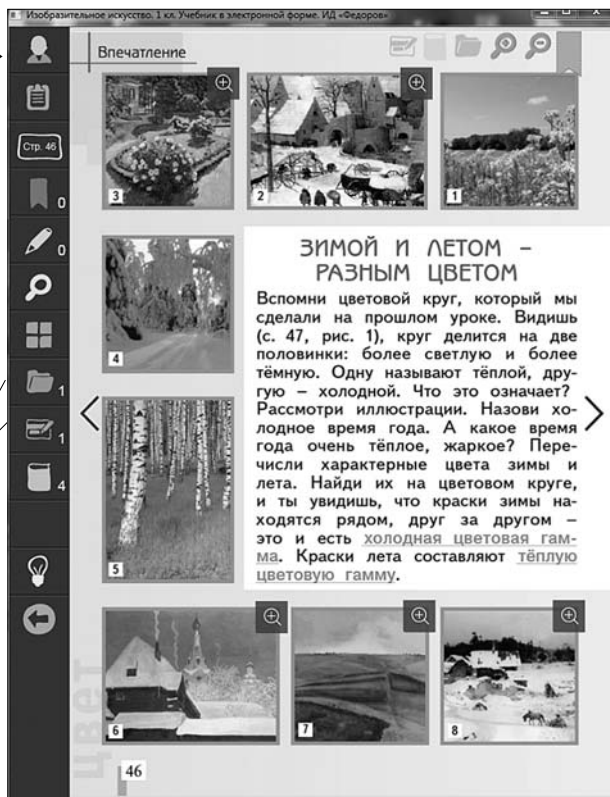 Изобразительное искусство. 1 кл. Учебник в электронной форме. ИД «Федоров»
Впечатление
Стр. 46
0
0
1
1
4
3
2
1
4
5
ЗИМОЙ И ЛЕТОМ –
РАЗНЫМ ЦВЕТОМ
Вспомни цветовой круг, который мы
сделали на прошлом уроке. Видишь
(с. 47, рис. 1), круг делится на две
половинки: более светлую и более
тёмную. Одну называют тёплой, дру-
гую – холодной. Что это означает?
Рассмотри иллюстрации. Назови хо-
лодное время года. А какое время
года очень тёплое, жаркое? Пере-
числи характерные цвета зимы и
лета. Найди их на цветовом круге,
и ты увидишь, что краски зимы на-
ходятся рядом, друг за другом –
это и есть холодная цветовая гам-
ма. Краски лета составляют тёплую
цветовую гамму.
6
7
8
цвет
46